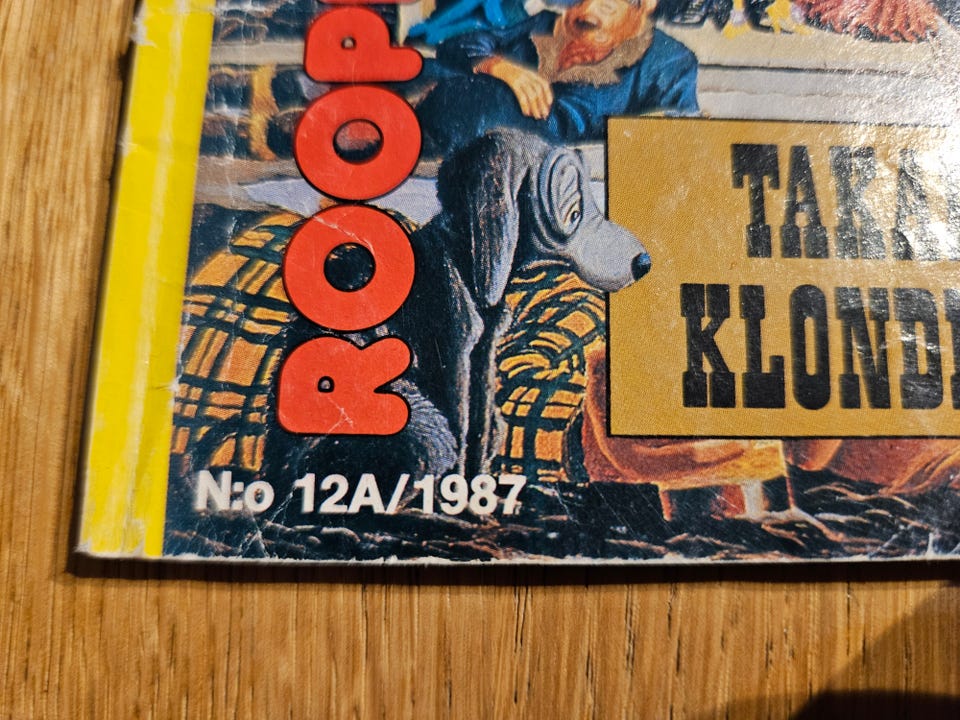 ROOP
TAKA
KLOND
N:o 12A/1987